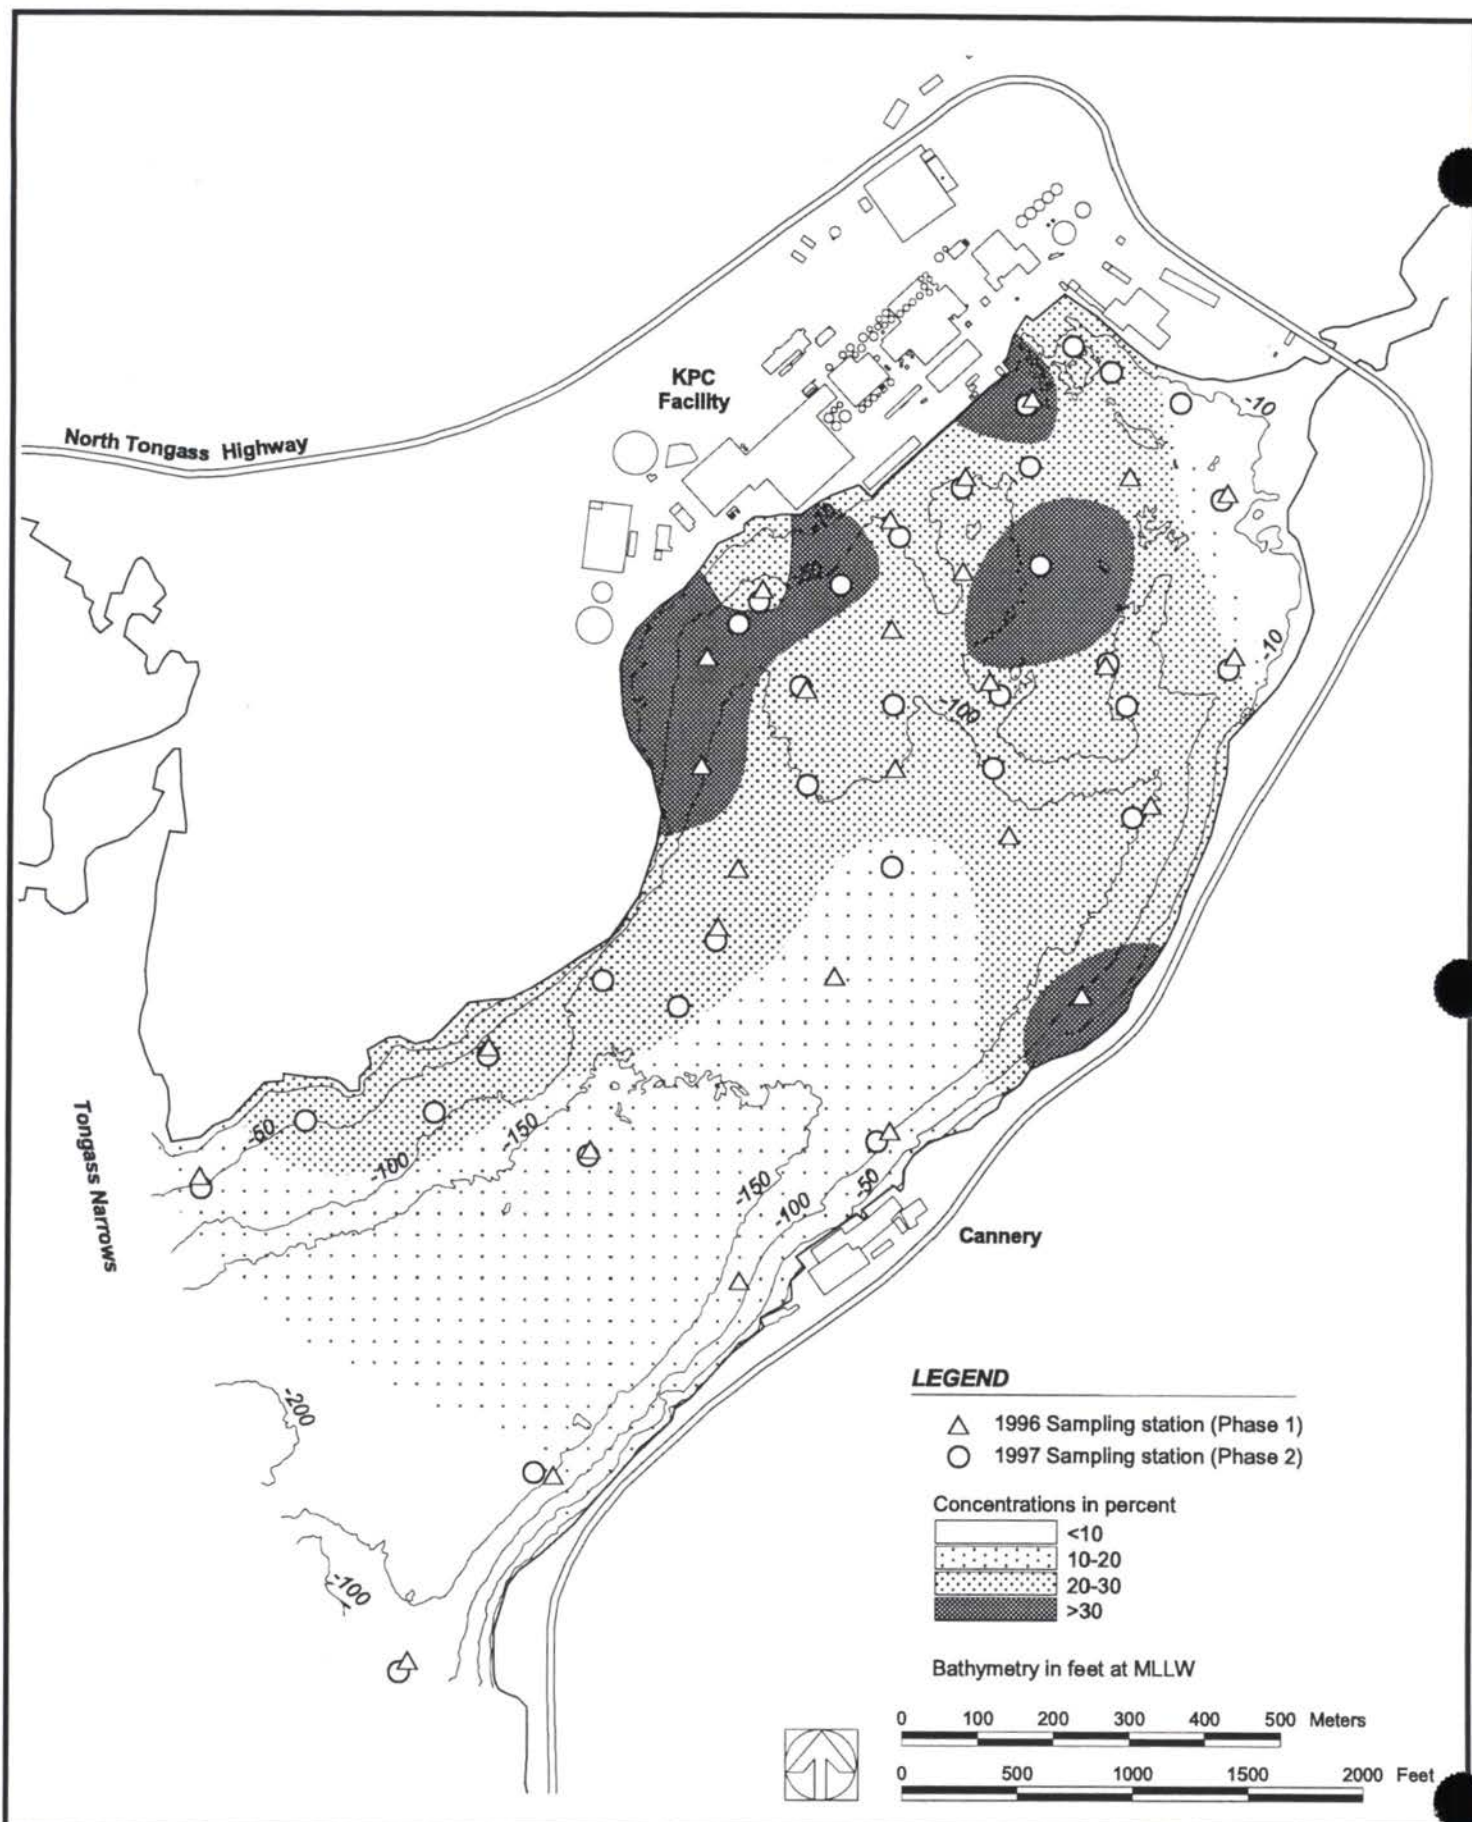 -10
KPC
Facility
North Tongass Highway
-10
-50
-10
-100
-50
-150
-100
Tongass Narrows
-150
-100
-50
Cannery
-200
-100
LEGEND
1996 Sampling station (Phase 1)
1997 Sampling station (Phase 2)
Concentrations in percent
<10
10-20
20-30
>30
Bathymetry in feet at MLLW
0 100 200 300 400 500 Meters
0 500 1000 1500 2000 Feet